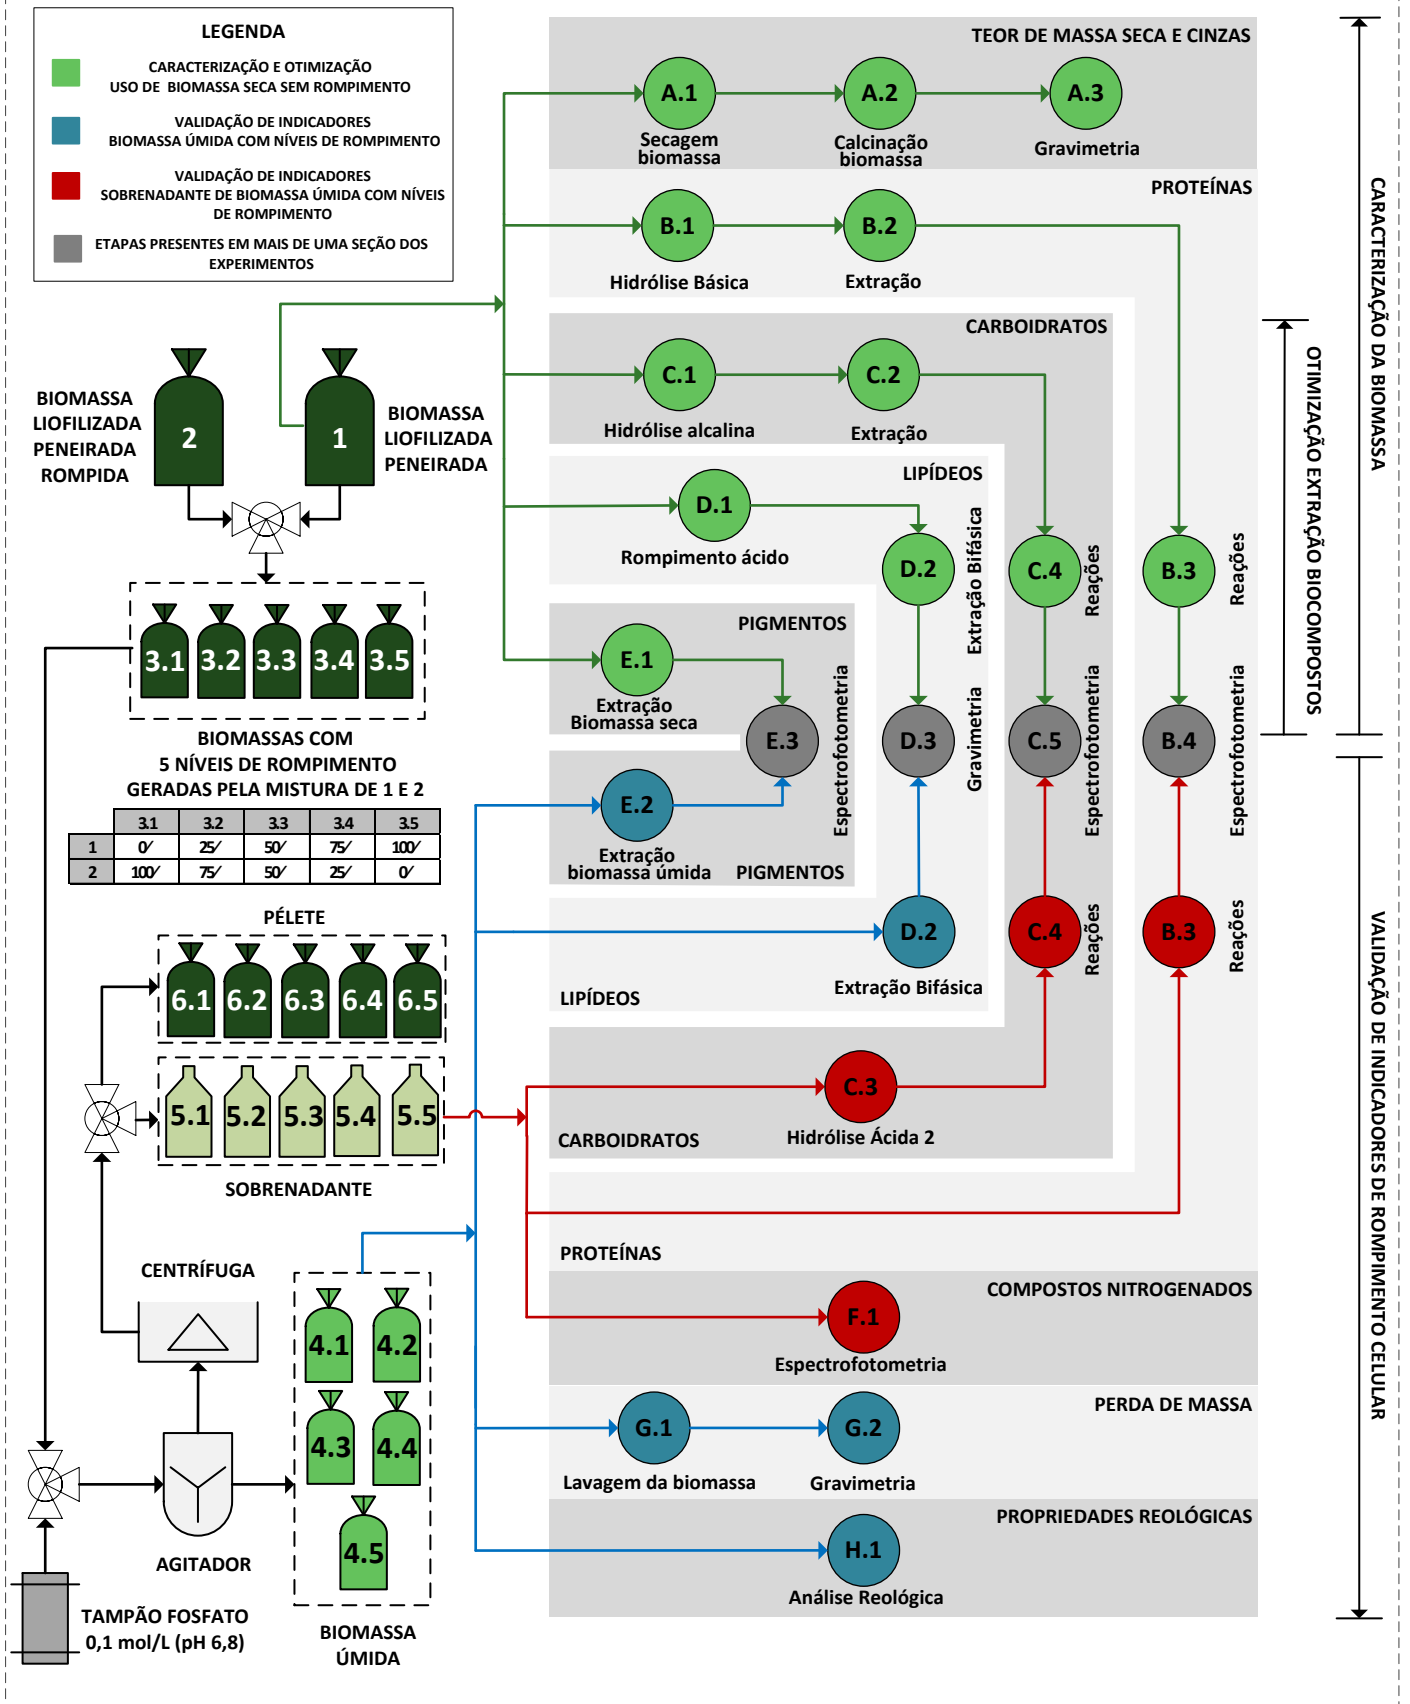 LEGENDA
CARACTERIZAÇÃO E OTIMIZAÇÃO
USO DE BIOMASSA SECA SEM ROMPIMENTO
VALIDAÇÃO DE INDICADORES
BIOMASSA ÚMIDA COM NÍVEIS DE ROMPIMENTO
VALIDAÇÃO DE INDICADORES
SOBRENADANTE DE BIOMASSA ÚMIDA COM NÍVEIS
DE ROMPIMENTO
ETAPAS PRESENTES EM MAIS DE UMA SEÇÃO DOS
EXPERIMENTOS
TEOR DE MASSA SECA E CINZAS
A.1
A.2
A.3
Secagem
biomassa
Calcinação
biomassa
Gravimetria
PROTEÍNAS
B.1
B.2
Hidrólise Básica
Extração
CARBOIDRATOS
C.1
C.2
Hidrólise alcalina
Extração
LIPÍDEOS
D.1
Rompimento ácido
D.2
Extração Bifásica
C.4
Reações
B.3
Reações
PIGMENTOS
E.1
Extração
Biomassa seca
E.3
Espectrofotometria
D.3
Gravimetria
C.5
Espectrofotometria
B.4
Espectrofotometria
E.2
Extração
biomassa úmida
PIGMENTOS
D.2
Extração Bifásica
C.4
Reações
B.3
Reações
LIPÍDEOS
C.3
Hidrólise Ácida 2
CARBOIDRATOS
PROTEÍNAS
COMPOSTOS NITROGENADOS
F.1
Espectrofotometria
PERDA DE MASSA
G.1
G.2
Lavagem da biomassa
Gravimetria
PROPRIEDADES REOLÓGICAS
H.1
Análise Reológica
CARACTERIZAÇÃO DA BIOMASSA
OTIMIZAÇÃO EXTRAÇÃO BIOCOMPOSTOS
VALIDAÇÃO DE INDICADORES DE ROMPIMENTO CELULAR
BIOMASSA
LIOFILIZADA
PENEIRADA
ROMPIDA
2
1
BIOMASSA
LIOFILIZADA
PENEIRADA
3.1 3.2 3.3 3.4 3.5
BIOMASSAS COM
5 NÍVEIS DE ROMPIMENTO
GERADAS PELA MISTURA DE 1 E 2
3.1 3.2 3.3 3.4 3.5
1 0⁄ 25⁄ 50⁄ 75⁄ 100⁄
2 100⁄ 75⁄ 50⁄ 25⁄ 0⁄
PÉLETE
6.1 6.2 6.3 6.4 6.5
5.1 5.2 5.3 5.4 5.5
SOBRENADANTE
CENTRÍFUGA
4.1 4.2
4.3 4.4
4.5
AGITADOR
TAMPÃO FOSFATO
0,1 mol/L (pH 6,8)
BIOMASSA
ÚMIDA